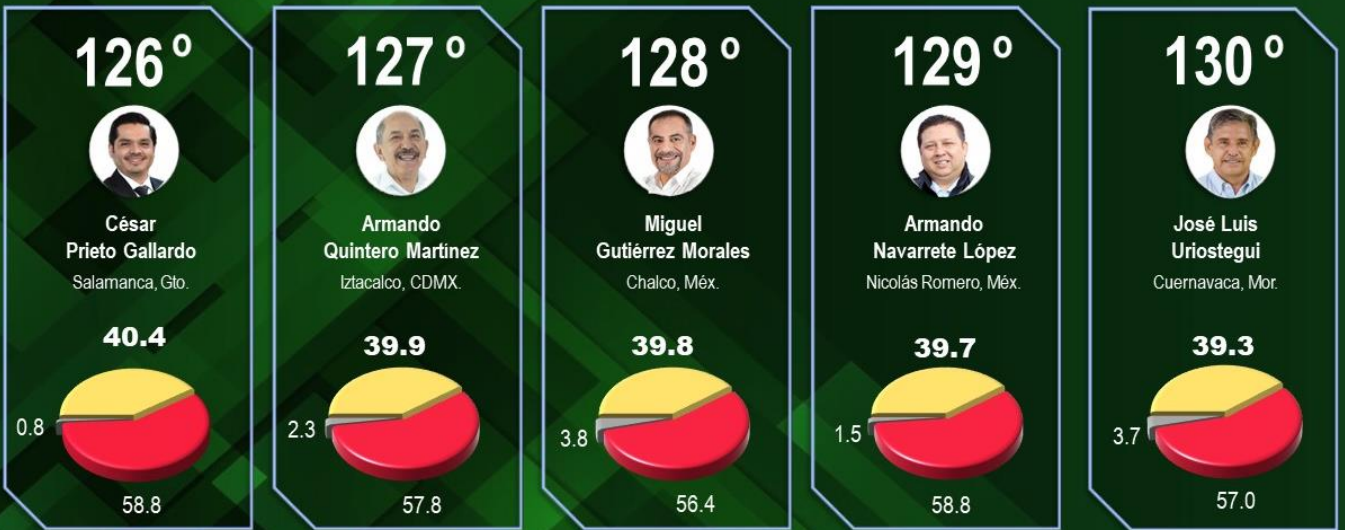 126º
César
Prieto Gallardo
Salamanca, Gto.
40.4
0.8
58.8
127º
Armando
Quintero Martínez
Iztacalco, CDMX.
39.9
2.3
57.8
128º
Miguel
Gutiérrez Morales
Chalco, Méx.
39.8
3.8
56.4
129º
Armando
Navarrete López
Nicolás Romero, Méx.
39.7
1.5
58.8
130º
José Luis
Uriostegui
Cuernavaca, Mor.
39.3
3.7
57.0